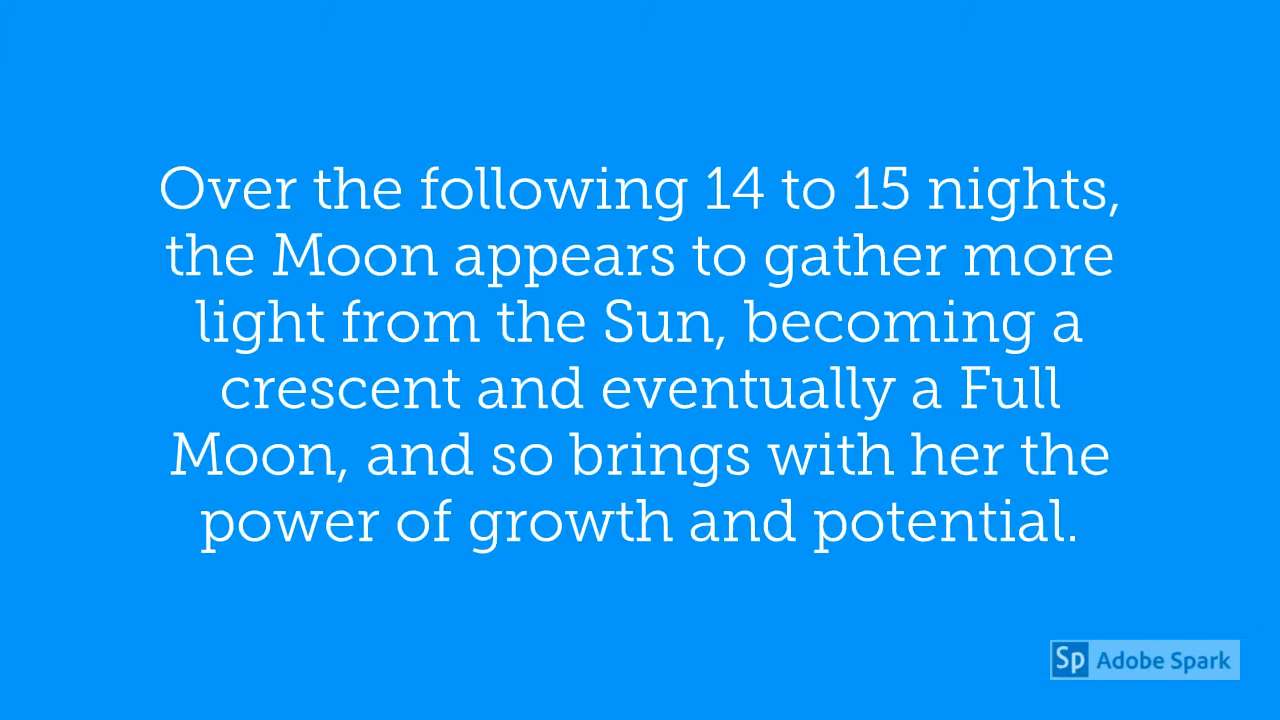 Over the following 14 to 15 nights,
the Moon appears to gather more
light from the Sun, becoming a
crescent and eventually a Full
Moon, and so brings with her the
power of growth and potential.
Sp Adobe Spark